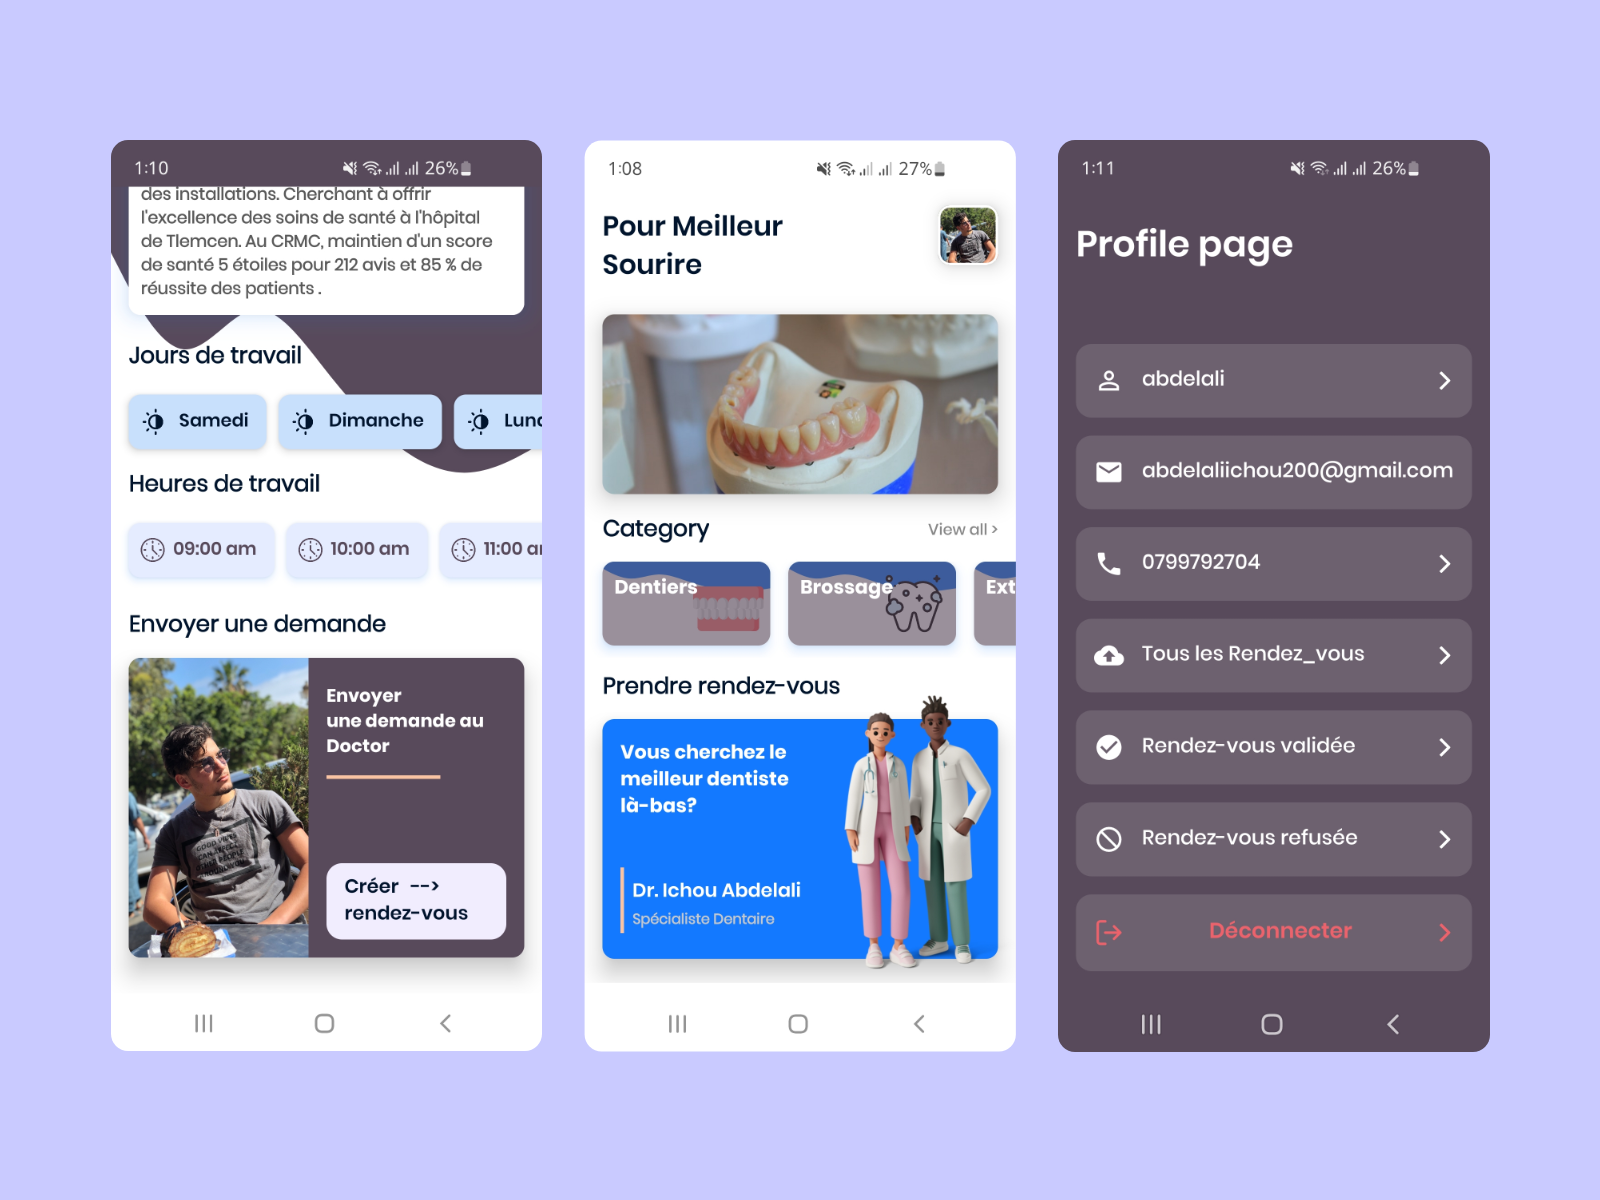 1:10
26%
des installations. Cherchant à offrir
l'excellence des soins de santé à l'hôpital
de Tlemcen. Au CRMC, maintien d'un score
de santé 5 étoiles pour 212 avis et 85 % de
réussite des patients .
Jours de travail
Samedi
Dimanche
Heures de travail
09:00 am
10:00 am
11:00
Envoyer une demande
Envoyer
une demande au
Doctor
Créer -->
rendez-vous
1:08
27%
Pour Meilleur
Sourire
Category
View all >
Dentiers
Brossage
Ext
Prendre rendez-vous
Vous cherchez le
meilleur dentiste
là-bas?
Dr. Ichou Abdelali
Spécialiste Dentaire
1:11
26%
Profile page
abdelali
abdelaliichou200@gmail.com
0799792704
Tous les Rendez_vous
Rendez-vous validée
Rendez-vous refusée
Déconnecter